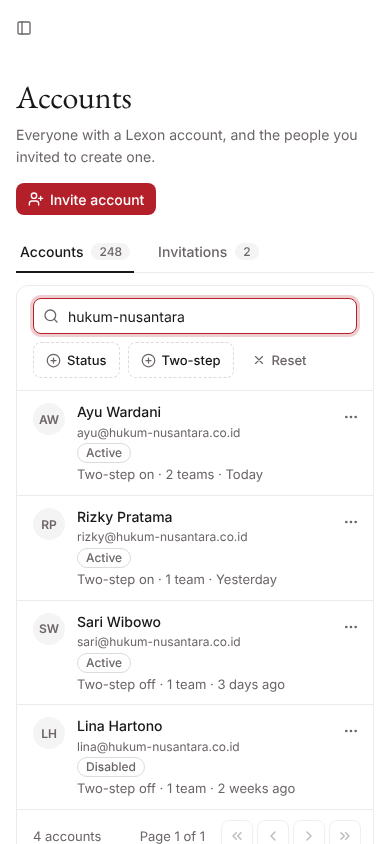 Accounts
Everyone with a Lexon account, and the people you
invited to create one.
Invite account
Accounts 248 Invitations 2
hukum-nusantara
Status Two-step Reset
AW Ayu Wardani
ayu@hukum-nusantara.co.id
Active
Two-step on · 2 teams · Today
RP Rizky Pratama
rizky@hukum-nusantara.co.id
Active
Two-step on · 1 team · Yesterday
SW Sari Wibowo
sari@hukum-nusantara.co.id
Active
Two-step off · 1 team · 3 days ago
LH Lina Hartono
lina@hukum-nusantara.co.id
Disabled
Two-step off · 1 team · 2 weeks ago
4 accounts Page 1 of 1